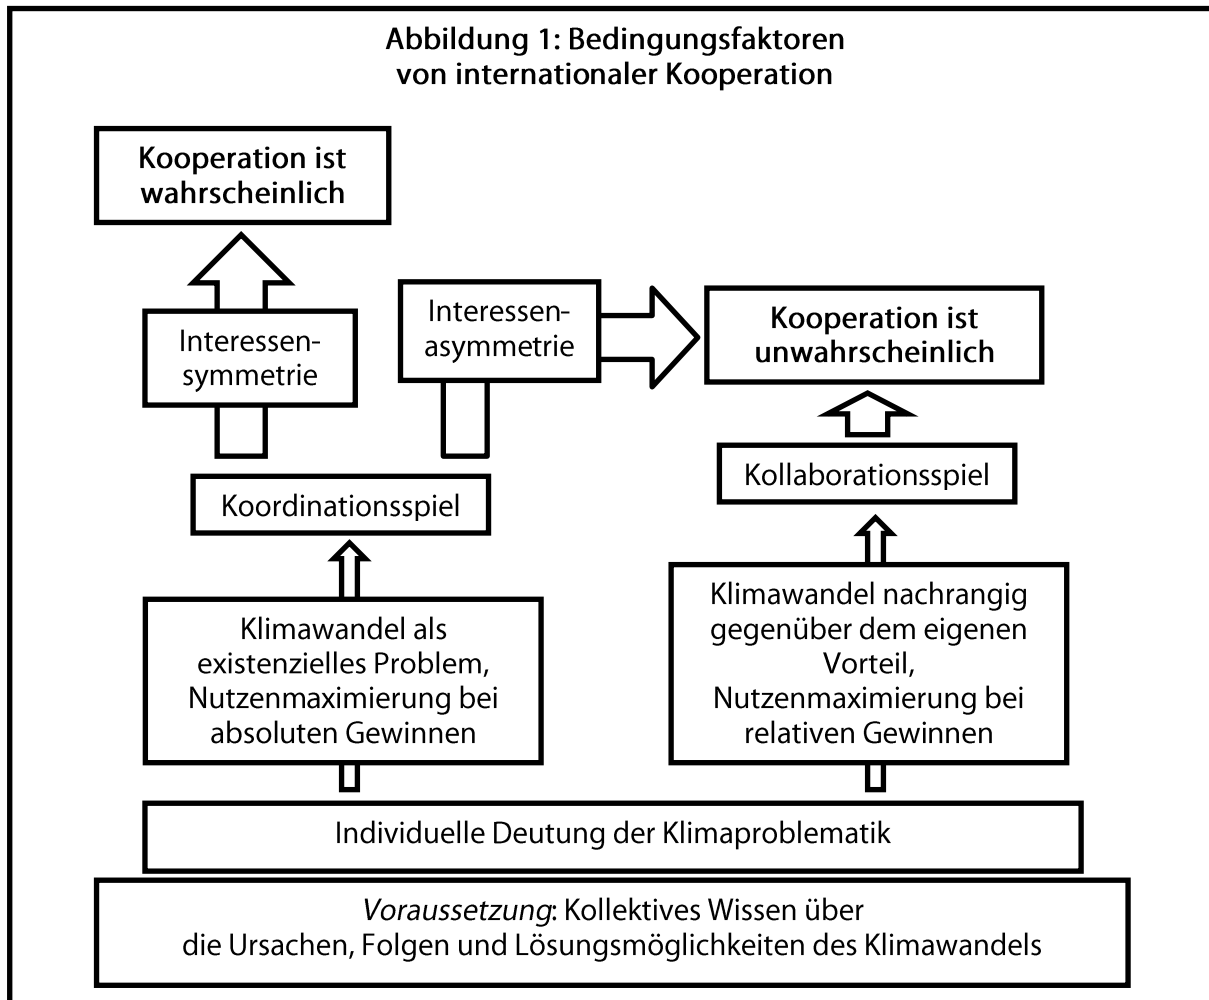 Abbildung 1: Bedingungsfaktoren
von internationaler Kooperation
Kooperation ist
wahrscheinlich
Interessen-
symmetrie
Interessen-
asymmetrie
Kooperation ist
unwahrscheinlich
Koordinationsspiel
Kollaborationsspiel
Klimawandel als
existenzielles Problem,
Nutzenmaximierung bei
absoluten Gewinnen
Klimawandel nachrangig
gegenüber dem eigenen
Vorteil,
Nutzenmaximierung bei
relativen Gewinnen
Individuelle Deutung der Klimaproblematik
Voraussetzung: Kollektives Wissen über
die Ursachen, Folgen und Lösungsmöglichkeiten des Klimawandels